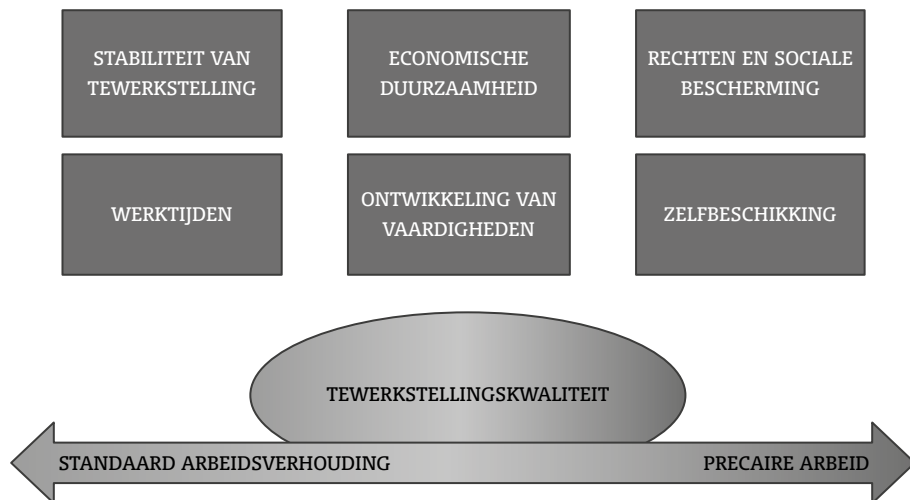 STABILITEIT VAN
TEWERKSTELLING
ECONOMISCHE
DUURZAAMHEID
RECHTEN EN SOCIALE
BESCHERMING
WERKTIJDEN
ONTWIKKELING VAN
VAARDIGHEDEN
ZELFBESCHIKKING
TEWERKSTELLINGSKWALITEIT
STANDAARD ARBEIDSVERHOUDING
PRECAIRE ARBEID